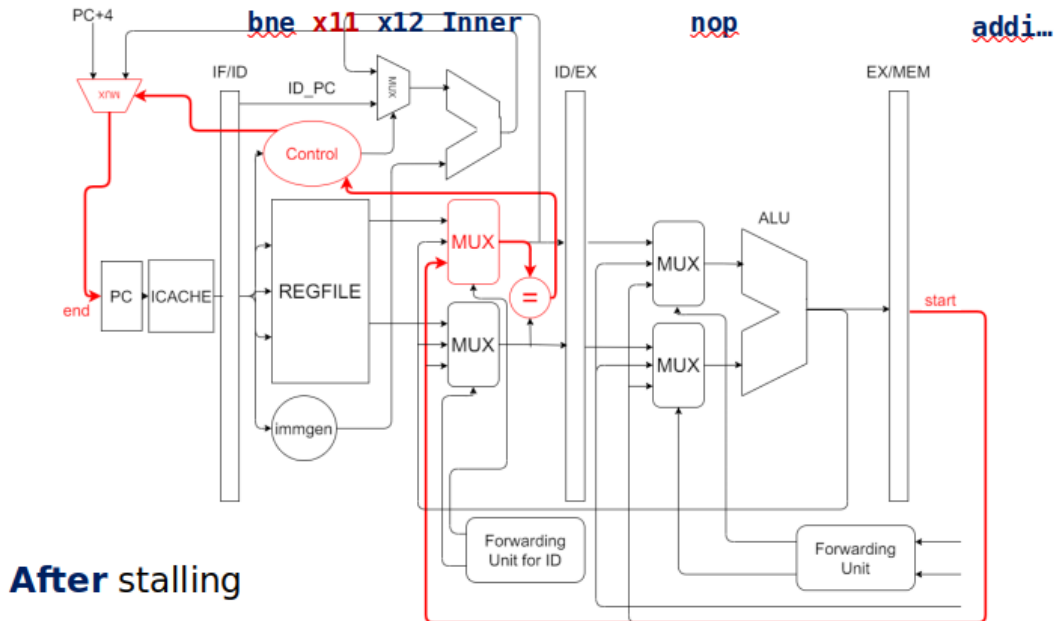 PC+4
bne x11 x12 Inner
nop
addi…
IF/ID
ID/EX
EX/MEM
MUX
ID_PC
MUX
Control
ALU
MUX
MUX
REGFILE
PC
ICACHE
=
start
end
MUX
MUX
immgen
Forwarding
Unit for ID
Forwarding
Unit
After stalling